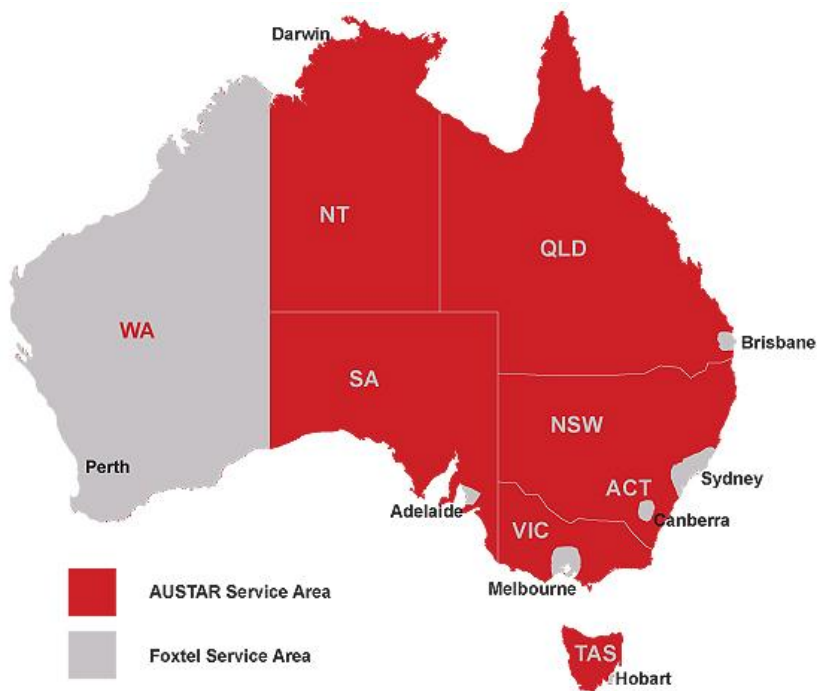 Darwin
NT
QLD
WA
Brisbane
SA
NSW
Perth
Sydney
ACT
Adelaide
Canberra
VIC
Melbourne
AUSTAR Service Area
Foxtel Service Area
TAS
Hobart